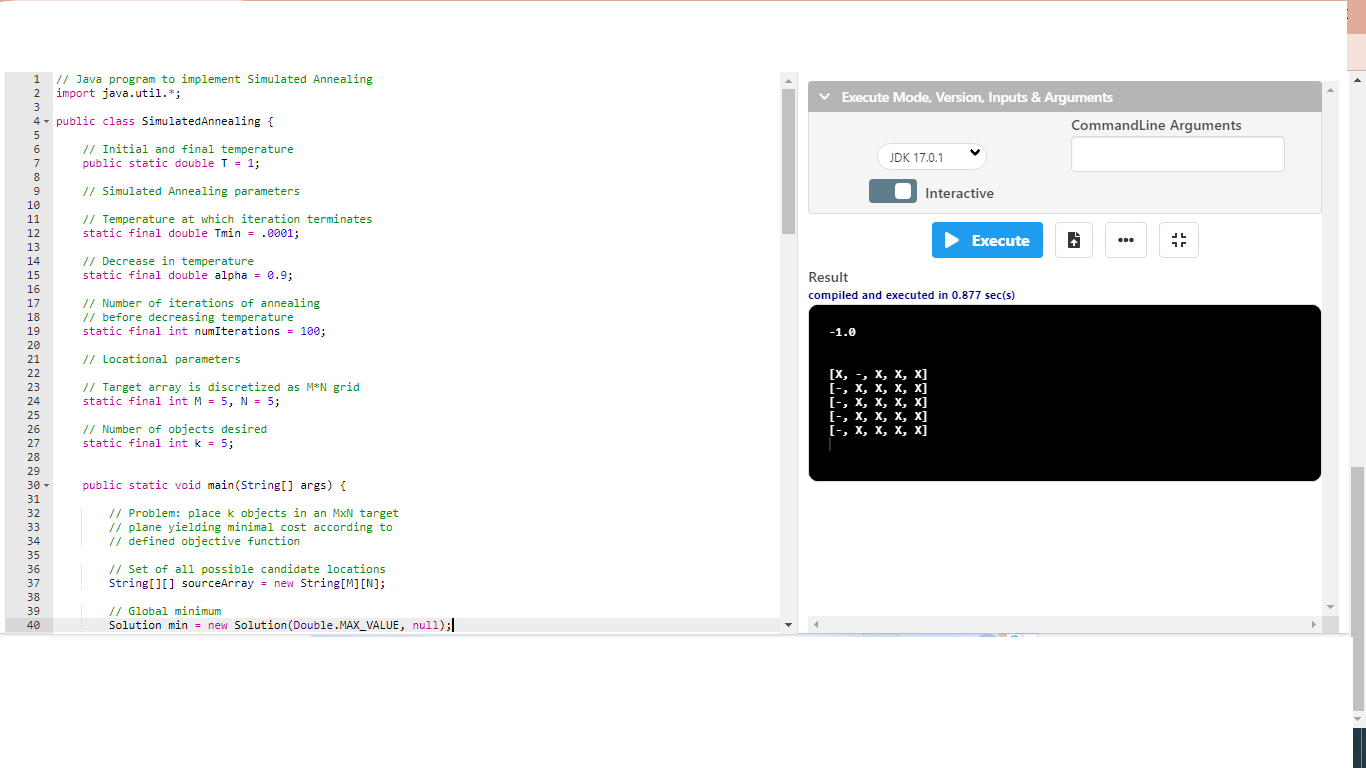 1 // Java program to implement Simulated Annealing
2 import java.util.*;
3
4 public class SimulatedAnnealing {
5
6 // Initial and final temperature
7 public static double T = 1;
8
9 // Simulated Annealing parameters
10
11 // Temperature at which iteration terminates
12 static final double Tmin = .0001;
13
14 // Decrease in temperature
15 static final double alpha = 0.9;
16
17 // Number of iterations of annealing
18 // before decreasing temperature
19 static final int numIterations = 100;
20
21 // Locational parameters
22
23 // Target array is discretized as M*N grid
24 static final int M = 5, N = 5;
25
26 // Number of objects desired
27 static final int k = 5;
28
29
30 public static void main(String[] args) {
31
32 // Problem: place k objects in an MxN target
33 // plane yielding minimal cost according to
34 // defined objective function
35
36 // Set of all possible candidate locations
37 String[][] sourceArray = new String[M][N];
38
39 // Global minimum
40 Solution min = new Solution(Double.MAX_VALUE, null);
Execute Mode, Version, Inputs & Arguments
CommandLine Arguments
JDK 17.0.1
Interactive
Execute
Result
compiled and executed in 0.877 sec(s)
-1.0
[X, -, X, X, X]
[-, X, X, X, X]
[-, X, X, X, X]
[-, X, X, X, X]
[-, X, X, X, X]